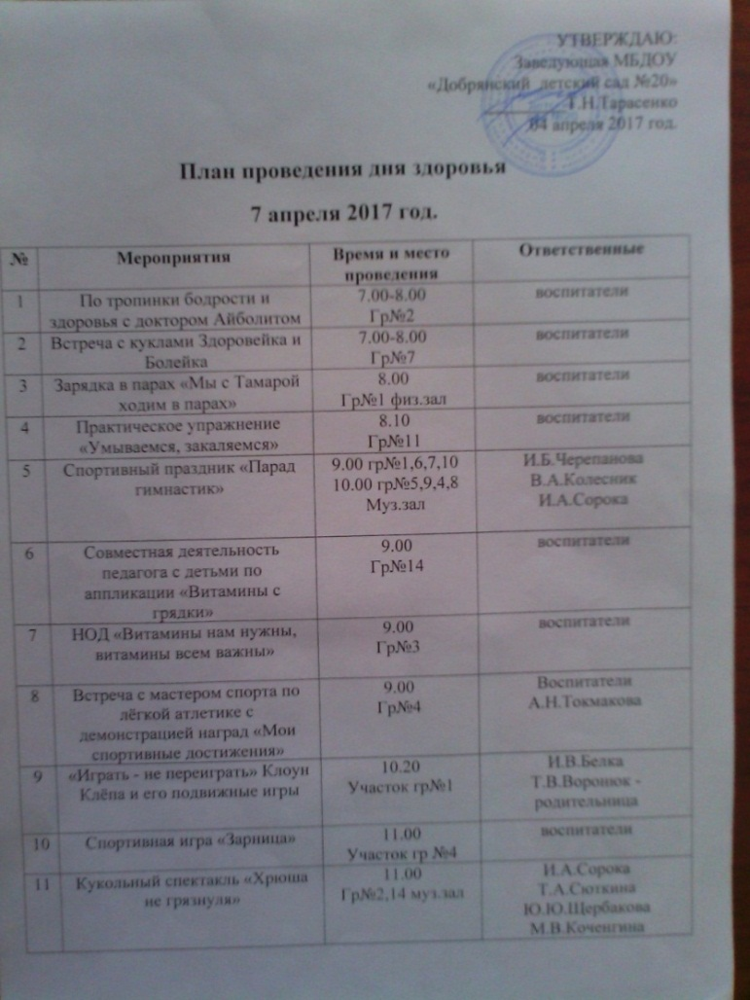 УТВЕРЖДАЮ:
Заведующая МБДОУ
«Добрянский детский сад №20»
Т.Н.Тарасенко
04 апреля 2017 год.
План проведения дня здоровья
7 апреля 2017 год.
№ Мероприятия Время и место Ответственные
проведения
1 По тропинки бодрости и 7.00-8.00 воспитатели
здоровья с доктором Айболитом Гр№2
2 Встреча с куклами Здоровейка и 7.00-8.00 воспитатели
Болейка Гр№7
3 Зарядка в парах «Мы с Тамарой 8.00 воспитатели
ходим в парах» Гр№1 физ.зал
4 Практическое упражнение 8.10 воспитатели
«Умываемся, закаляемся» Гр№11
5 Спортивный праздник «Парад 9.00 гр№1,6,7,10 И.Б.Черепанова
гимнастик» 10.00 гр№5,9,4,8 В.А.Колесник
Муз.зал И.А.Сорока
6 Совместная деятельность 9.00 воспитатели
педагога с детьми по Гр№14
аппликации «Витамины с
грядки»
7 НОД «Витамины нам нужны, 9.00 воспитатели
витамины всем важны» Гр№3
8 Встреча с мастером спорта по 9.00 Воспитатели
лёгкой атлетике с Гр№4 А.Н.Токмакова
демонстрацией наград «Мои
спортивные достижения»
9 «Играть - не переиграть» Клоун 10.20 И.В.Белка
Клёпа и его подвижные игры Участок гр№1 Т.В.Воронюк -
родительница
10 Спортивная игра «Зарница» 11.00 воспитатели
Участок гр №4
11 Кукольный спектакль «Хрюша 11.00 И.А.Сорока
не грязнуля» Гр№2,14 муз.зал Т.А.Сюткина
Ю.Ю.Щербакова
М.В.Коченгина